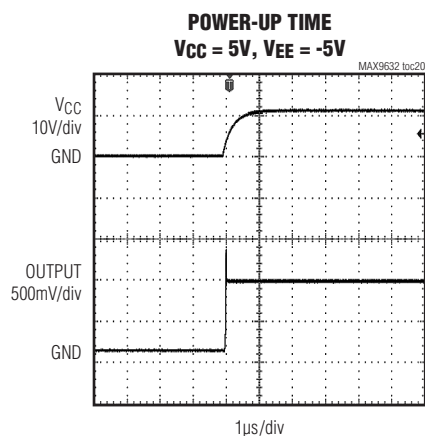 POWER-UP TIME
VCC = 5V, VEE = -5V
MAX9632 toc20
VCC
10V/div
GND
OUTPUT
500mV/div
GND
1µs/div